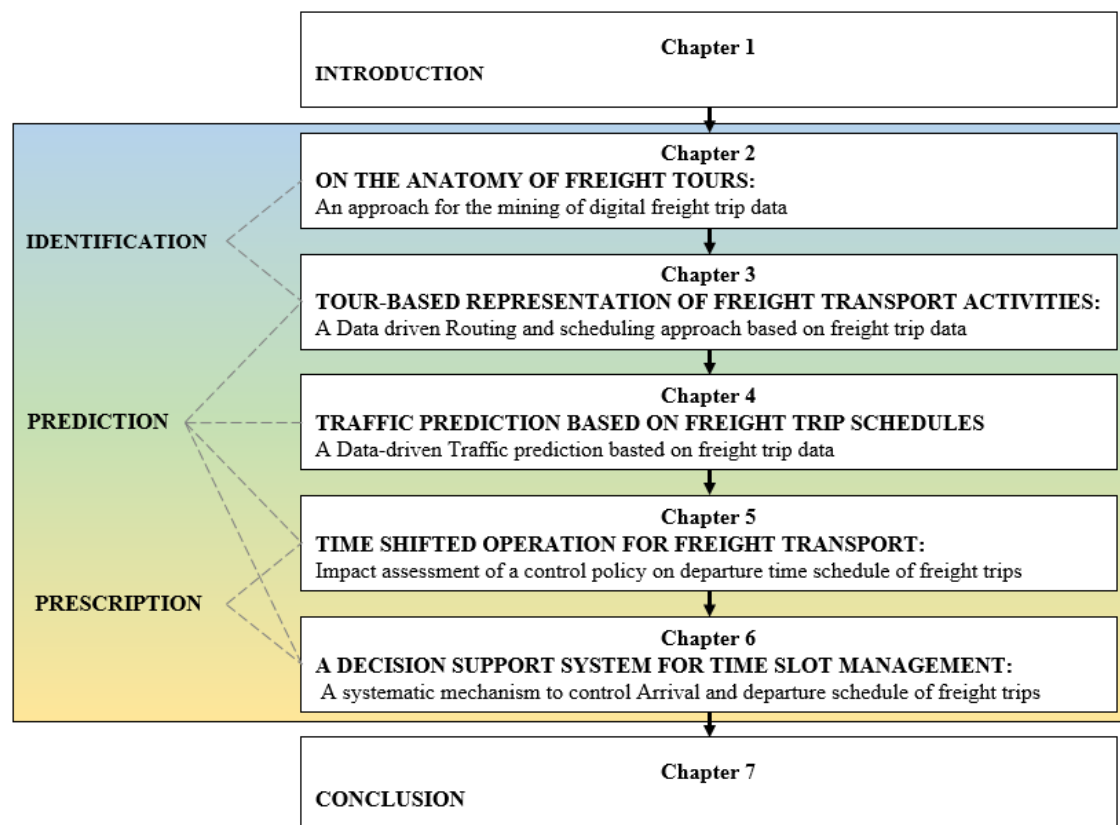 Chapter 1
INTRODUCTION
Chapter 2
ON THE ANATOMY OF FREIGHT TOURS:
An approach for the mining of digital freight trip data
IDENTIFICATION
Chapter 3
TOUR-BASED REPRESENTATION OF FREIGHT TRANSPORT ACTIVITIES:
A Data driven Routing and scheduling approach based on freight trip data
PREDICTION
Chapter 4
TRAFFIC PREDICTION BASED ON FREIGHT TRIP SCHEDULES
A Data-driven Traffic prediction basted on freight trip data
Chapter 5
TIME SHIFTED OPERATION FOR FREIGHT TRANSPORT:
Impact assessment of a control policy on departure time schedule of freight trips
PRESCRIPTION
Chapter 6
A DECISION SUPPORT SYSTEM FOR TIME SLOT MANAGEMENT:
A systematic mechanism to control Arrival and departure schedule of freight trips
Chapter 7
CONCLUSION